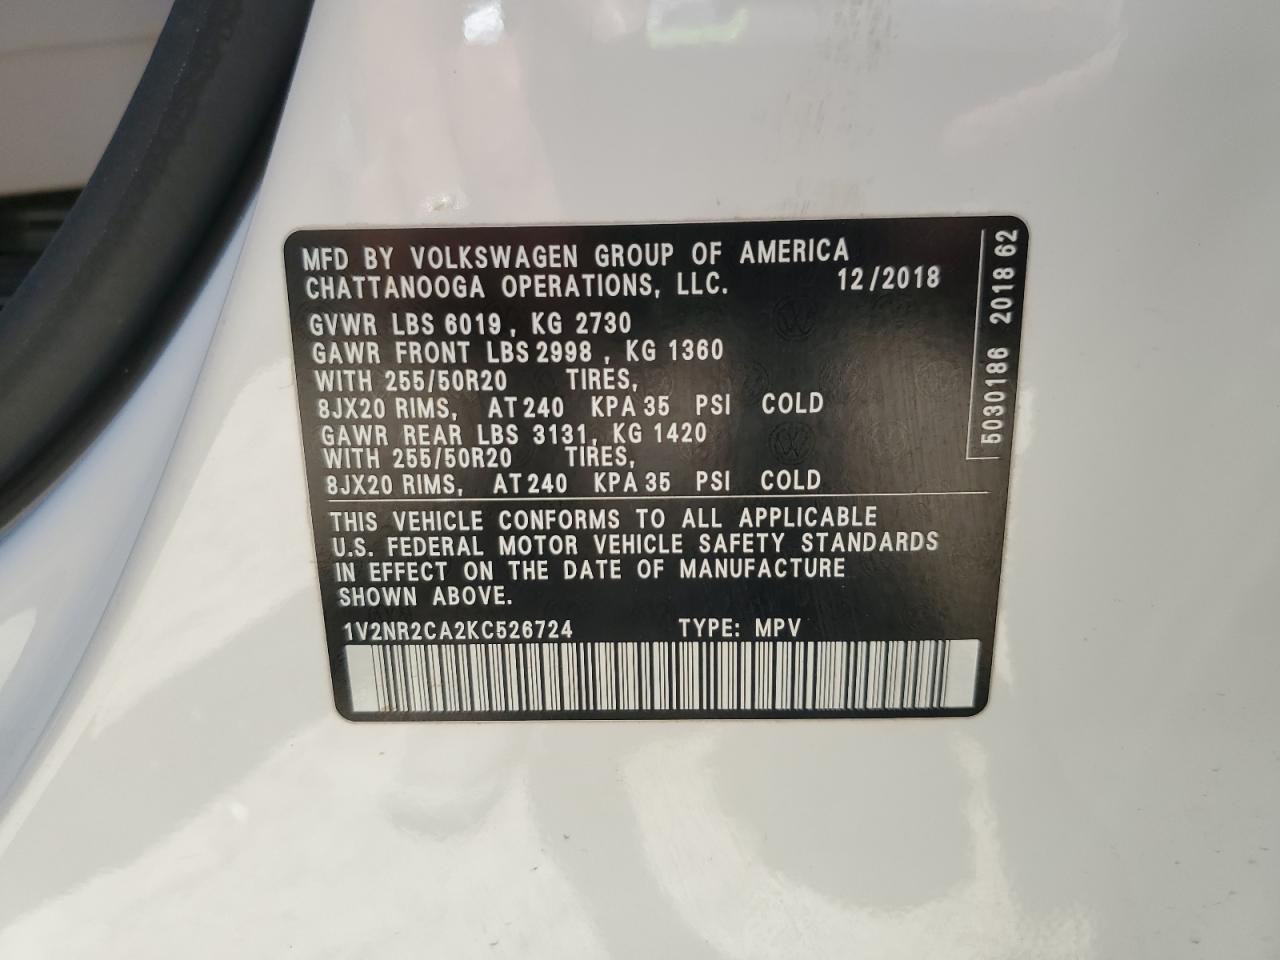 MFD BY VOLKSWAGEN GROUP OF AMERICA
CHATTANOOGA OPERATIONS, LLC. 12/2018
GVWR LBS 6019, KG 2730
GAWR FRONT LBS 2998, KG 1360
WITH 255/50R20 TIRES,
8JX20 RIMS, AT 240 KPA 35 PSI COLD
GAWR REAR LBS 3131, KG 1420
WITH 255/50R20 TIRES,
8JX20 RIMS, AT 240 KPA 35 PSI COLD
THIS VEHICLE CONFORMS TO ALL APPLICABLE
U.S. FEDERAL MOTOR VEHICLE SAFETY STANDARDS
IN EFFECT ON THE DATE OF MANUFACTURE
SHOWN ABOVE.
1V2NR2CA2KC526724 TYPE: MPV
5030186 2018 62